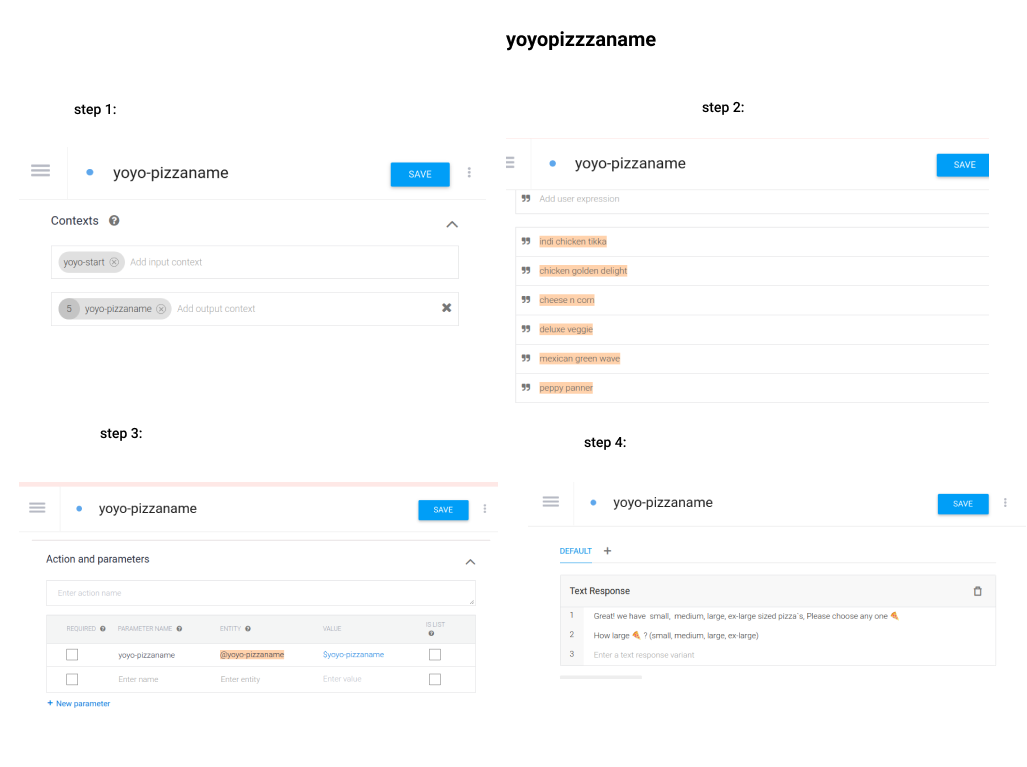 yoyopizzzaname
step 1:
yoyo-pizzaname
SAVE
Contexts
yoyo-start Add input context
5 yoyo-pizzaname Add output context
step 2:
yoyo-pizzaname
SAVE
Add user expression
indi chicken tikka
chicken golden delight
cheese n corn
deluxe veggie
mexican green wave
peppy panner
step 3:
yoyo-pizzaname
SAVE
Action and parameters
Enter action name
REQUIRED PARAMETER NAME ENTITY VALUE IS LIST
yoyo-pizzaname @yoyo-pizzaname $yoyo-pizzaname
Enter name Enter entity Enter value
+ New parameter
step 4:
yoyo-pizzaname
SAVE
DEFAULT +
Text Response
1 Great! we have small, medium, large, ex-large sized pizza`s, Please choose any one 🍕
2 How large 🍕 ? (small, medium, large, ex-large)
3 Enter a text response variant